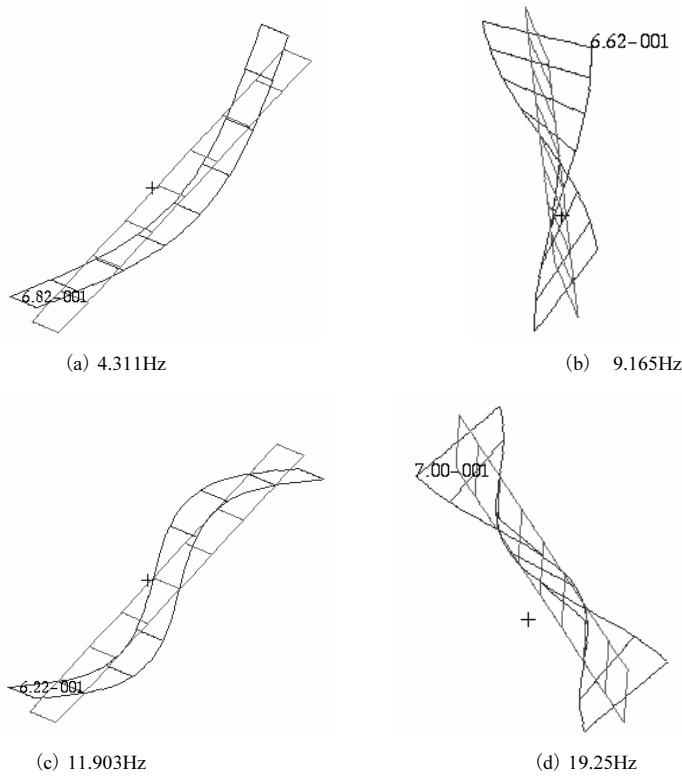 6.62-001
6.82-001
(a) 4.311Hz
(b) 9.165Hz
7.00-001
6.22-001
(c) 11.903Hz
(d) 19.25Hz